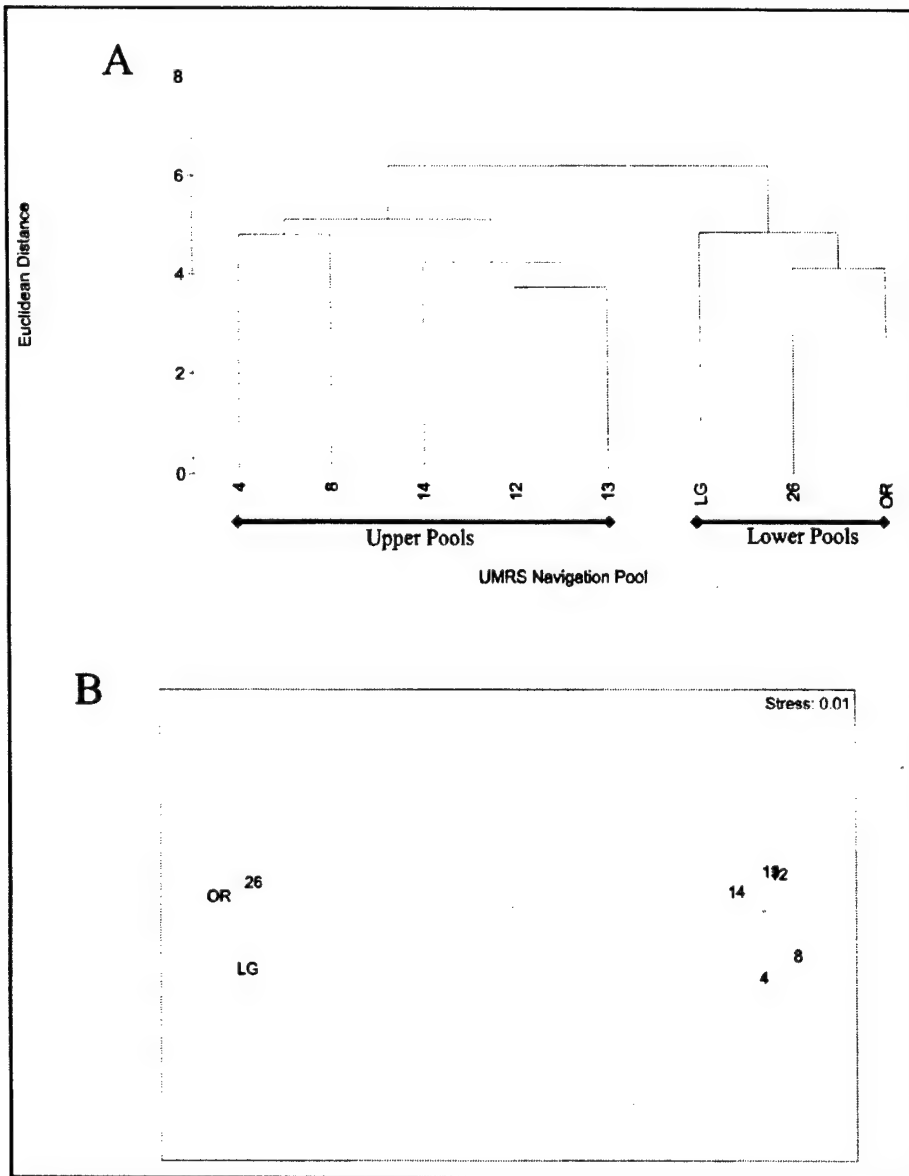 A
8
6
4
2
0
Euclidean Distance
4 8 14 12 13 LG 26 OR
Upper Pools Lower Pools
UMRS Navigation Pool
B
Stress: 0.01
OR 26 14 12
LG 4 8